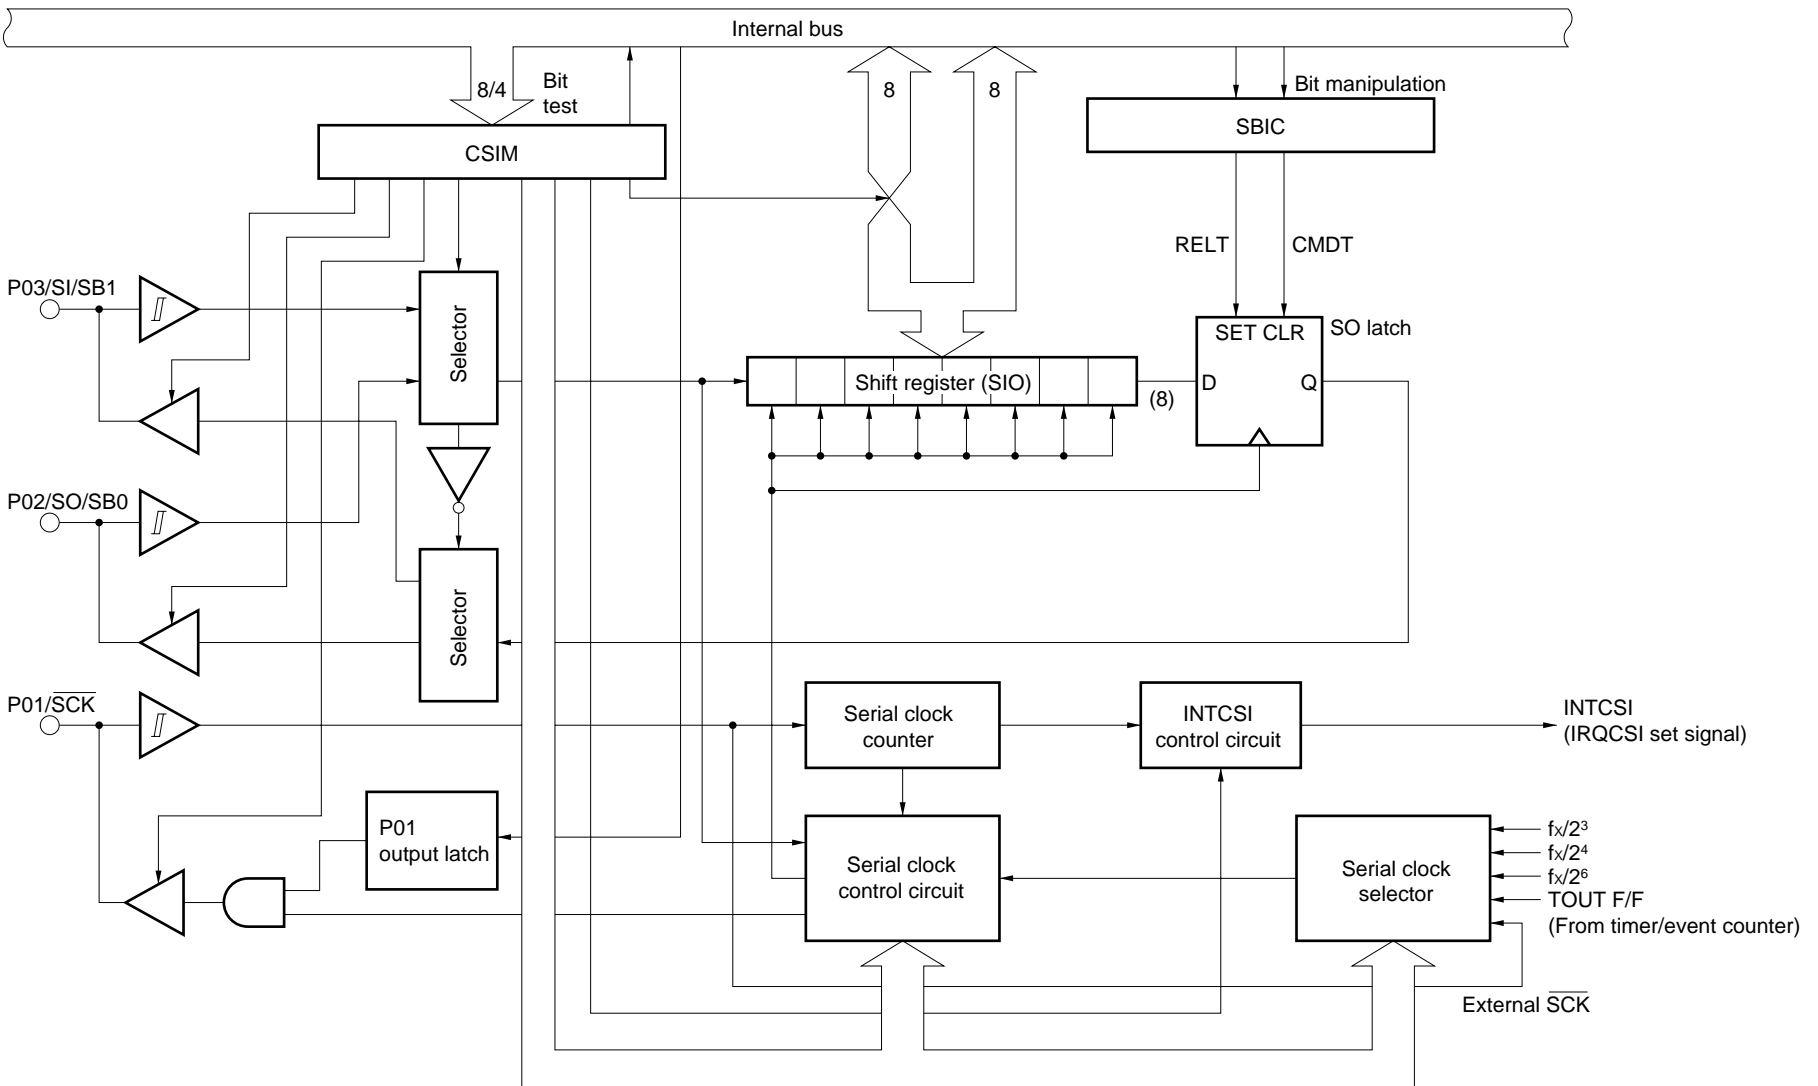 Internal bus
8/4
Bit
test
8
8
Bit manipulation
CSIM
SBIC
RELT
CMDT
P03/SI/SB1
Selector
SET CLR
SO latch
Shift register (SIO)
(8)
D
Q
P02/SO/SB0
Selector
P01/S̅C̅K̅
Serial clock
counter
INTCSI
control circuit
INTCSI
(IRQCSI set signal)
P01
output latch
Serial clock
control circuit
Serial clock
selector
fx/2³
fx/2⁴
fx/2⁶
TOUT F/F
(From timer/event counter)
External S̅C̅K̅